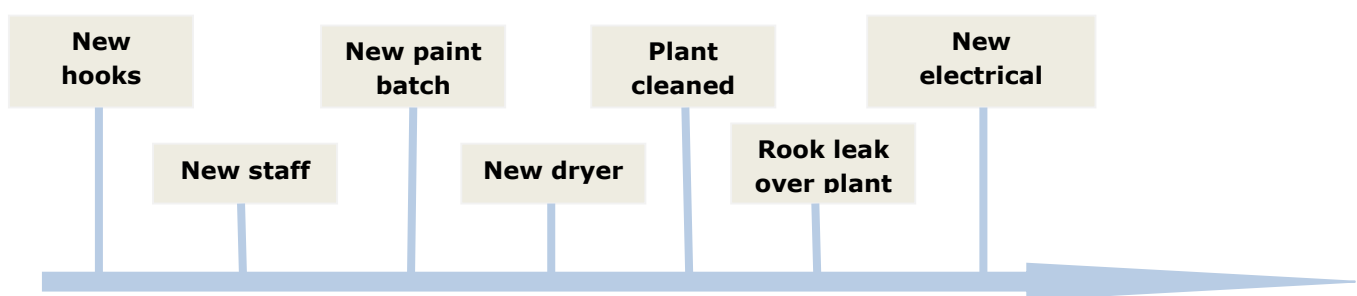 New
hooks
New staff
New paint
batch
New dryer
Plant
cleaned
Rook leak
over plant
New
electrical